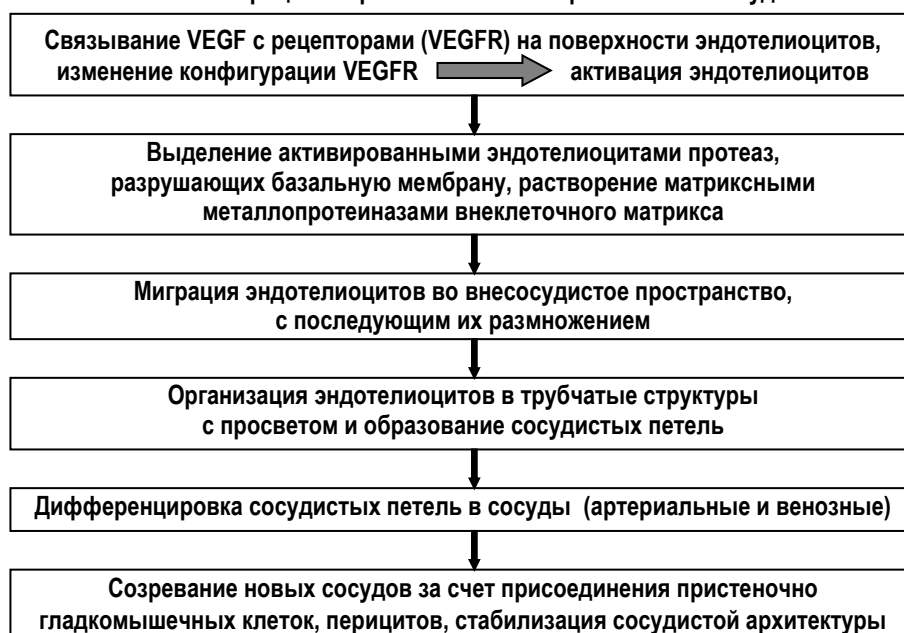 Связывание VEGF с рецепторами (VEGFR) на поверхности эндотелиоцитов,
изменение конфигурации VEGFR активация эндотелиоцитов
Выделение активированными эндотелиоцитами протеаз,
разрушающих базальную мембрану, растворение матриксными
металлопротеиназами внеклеточного матрикса
Миграция эндотелиоцитов во внесосудистое пространство,
с последующим их размножением
Организация эндотелиоцитов в трубчатые структуры
с просветом и образование сосудистых петель
Дифференцировка сосудистых петель в сосуды (артериальные и венозные)
Созревание новых сосудов за счет присоединения пристеночно
гладкомышечных клеток, перицитов, стабилизация сосудистой архитектуры